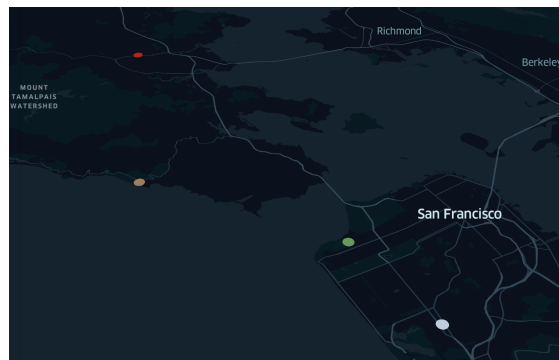 Richmond
Berkeley
MOUNT
TAMALPAIS
WATERSHED
San Francisco